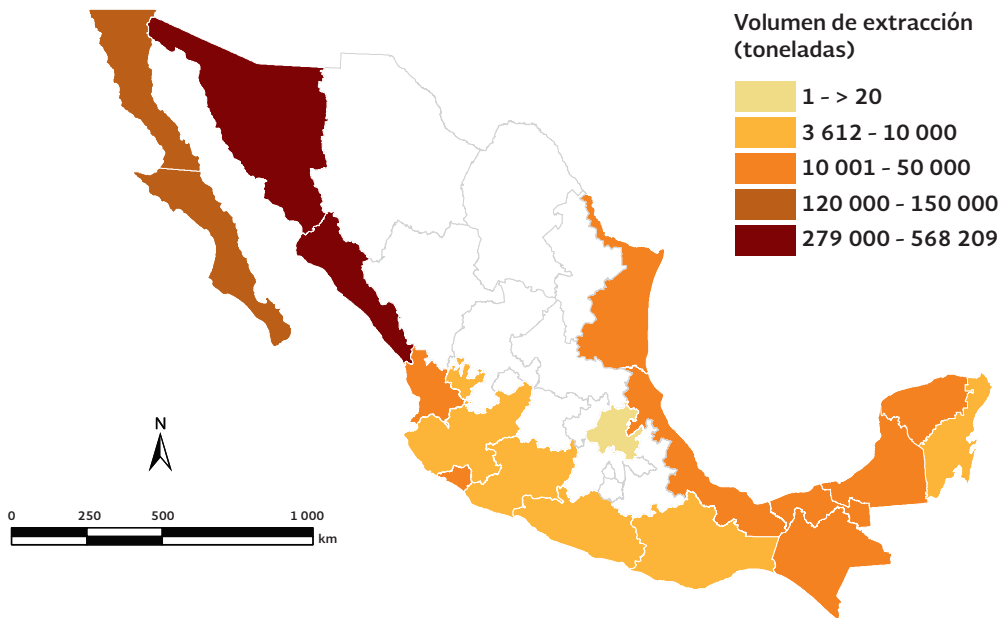 Volumen de extracción
(toneladas)
1 - > 20
3 612 - 10 000
10 001 - 50 000
120 000 - 150 000
279 000 - 568 209
N
0 250 500 1 000
km